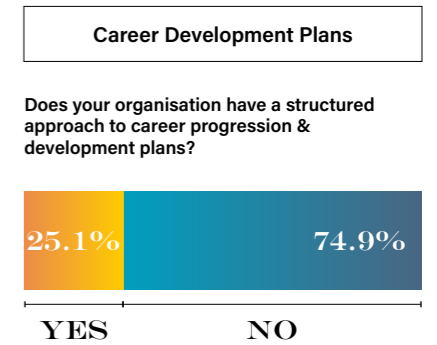 Career Development Plans
Does your organisation have a structured
approach to career progression &
development plans?
25.1% 74.9%
YES NO